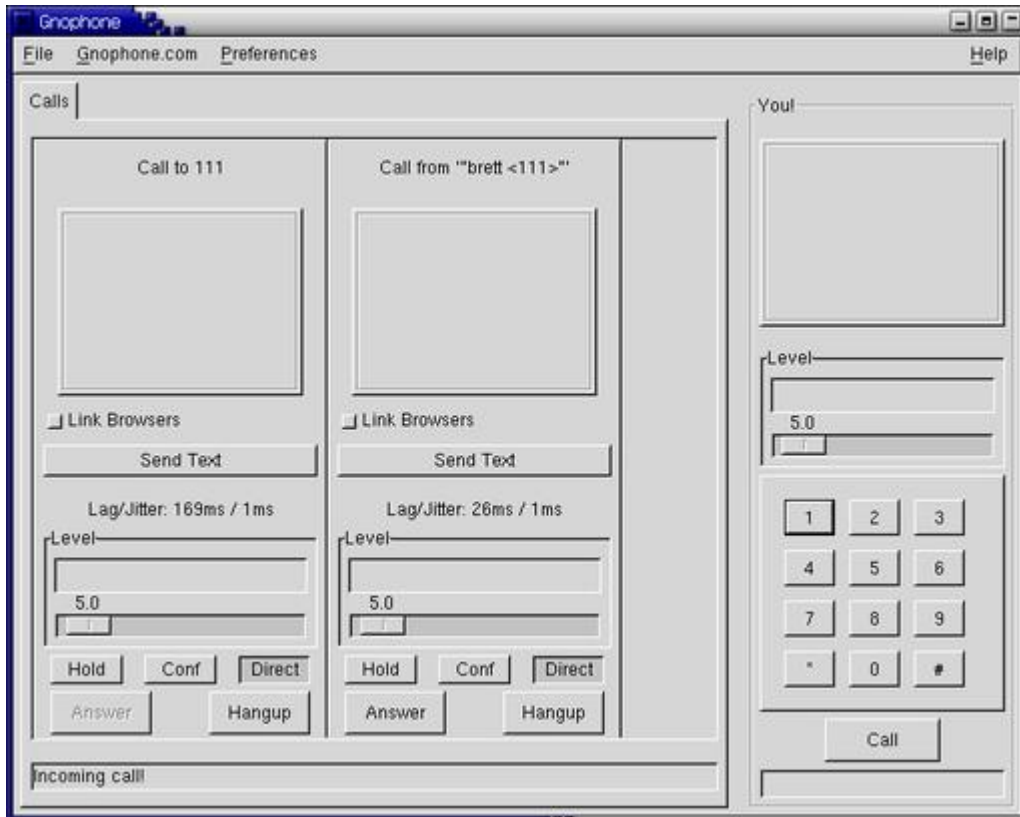 Gnophone
File Gnophone.com Preferences Help
Calls
Call to 111
Link Browsers
Send Text
Lag/Jitter: 169ms / 1ms
Level
5.0
Hold Conf Direct
Answer Hangup
Call from '"brett <111>"'
Link Browsers
Send Text
Lag/Jitter: 26ms / 1ms
Level
5.0
Hold Conf Direct
Answer Hangup
Incoming call!
You!
Level
5.0
1 2 3
4 5 6
7 8 9
* 0 #
Call